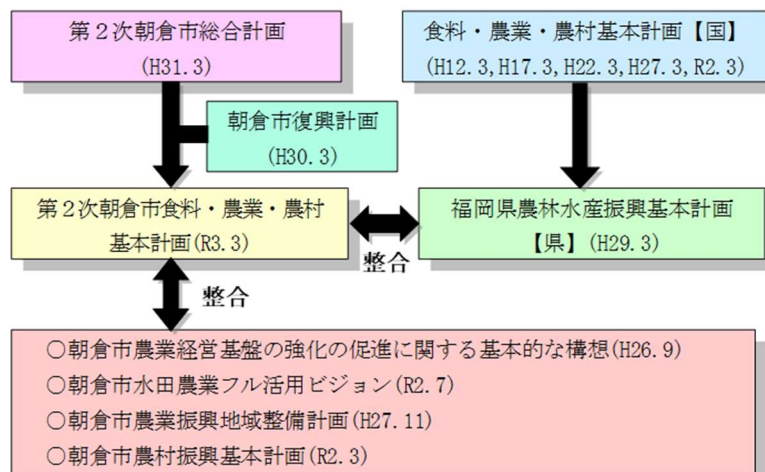 第２次朝倉市総合計画
(H31.3)
食料・農業・農村基本計画【国】
(H12.3,H17.3,H22.3,H27.3,R2.3)
朝倉市復興計画
(H30.3)
第２次朝倉市食料・農業・農村
基本計画(R3.3)
整合
福岡県農林水産振興基本計画
【県】(H29.3)
整合
○朝倉市農業経営基盤の強化の促進に関する基本的な構想(H26.9)
○朝倉市水田農業フル活用ビジョン(R2.7)
○朝倉市農業振興地域整備計画(H27.11)
○朝倉市農村振興基本計画(R2.3)